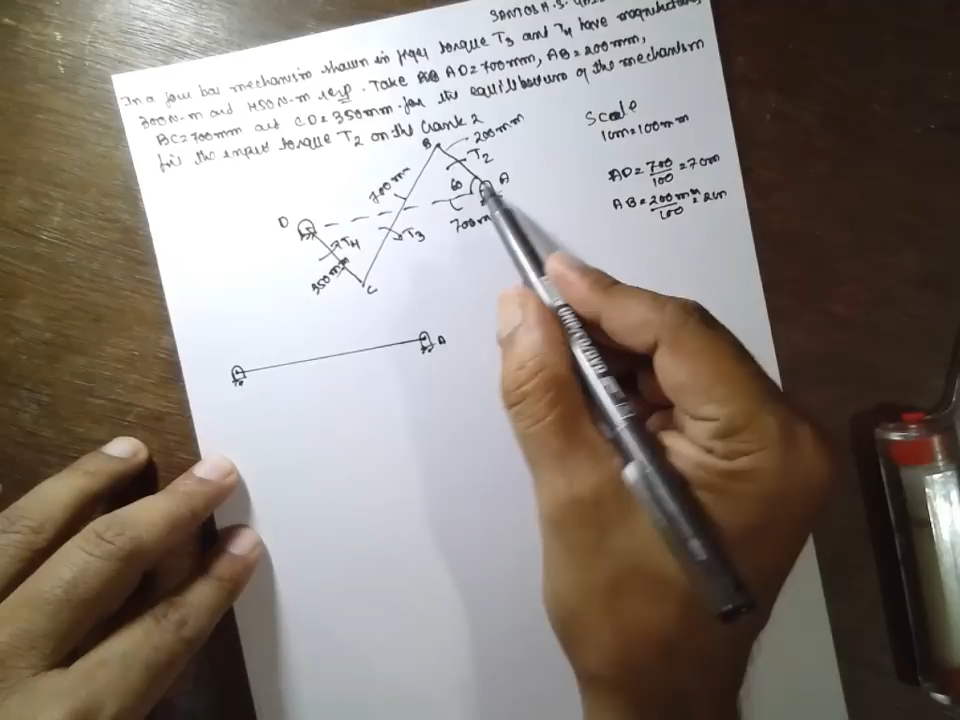 SANTOSH.S.
In a four bar mechanism shown in figer torque T3 and T4 have magnitudes
300N-m and 450N-m resp. Take AD=700mm, AB=200mm,
BC=700mm and CD=350mm. for the equilibrium of the mechanism
find the input torque T2 on the Crank 2
Scale
1cm=100mm
AD=700/100=7cm
AB=200mm/100=2cm
B
200mm
T2
700mm
60
A
D
700m
T4
T3
350mm
C
A